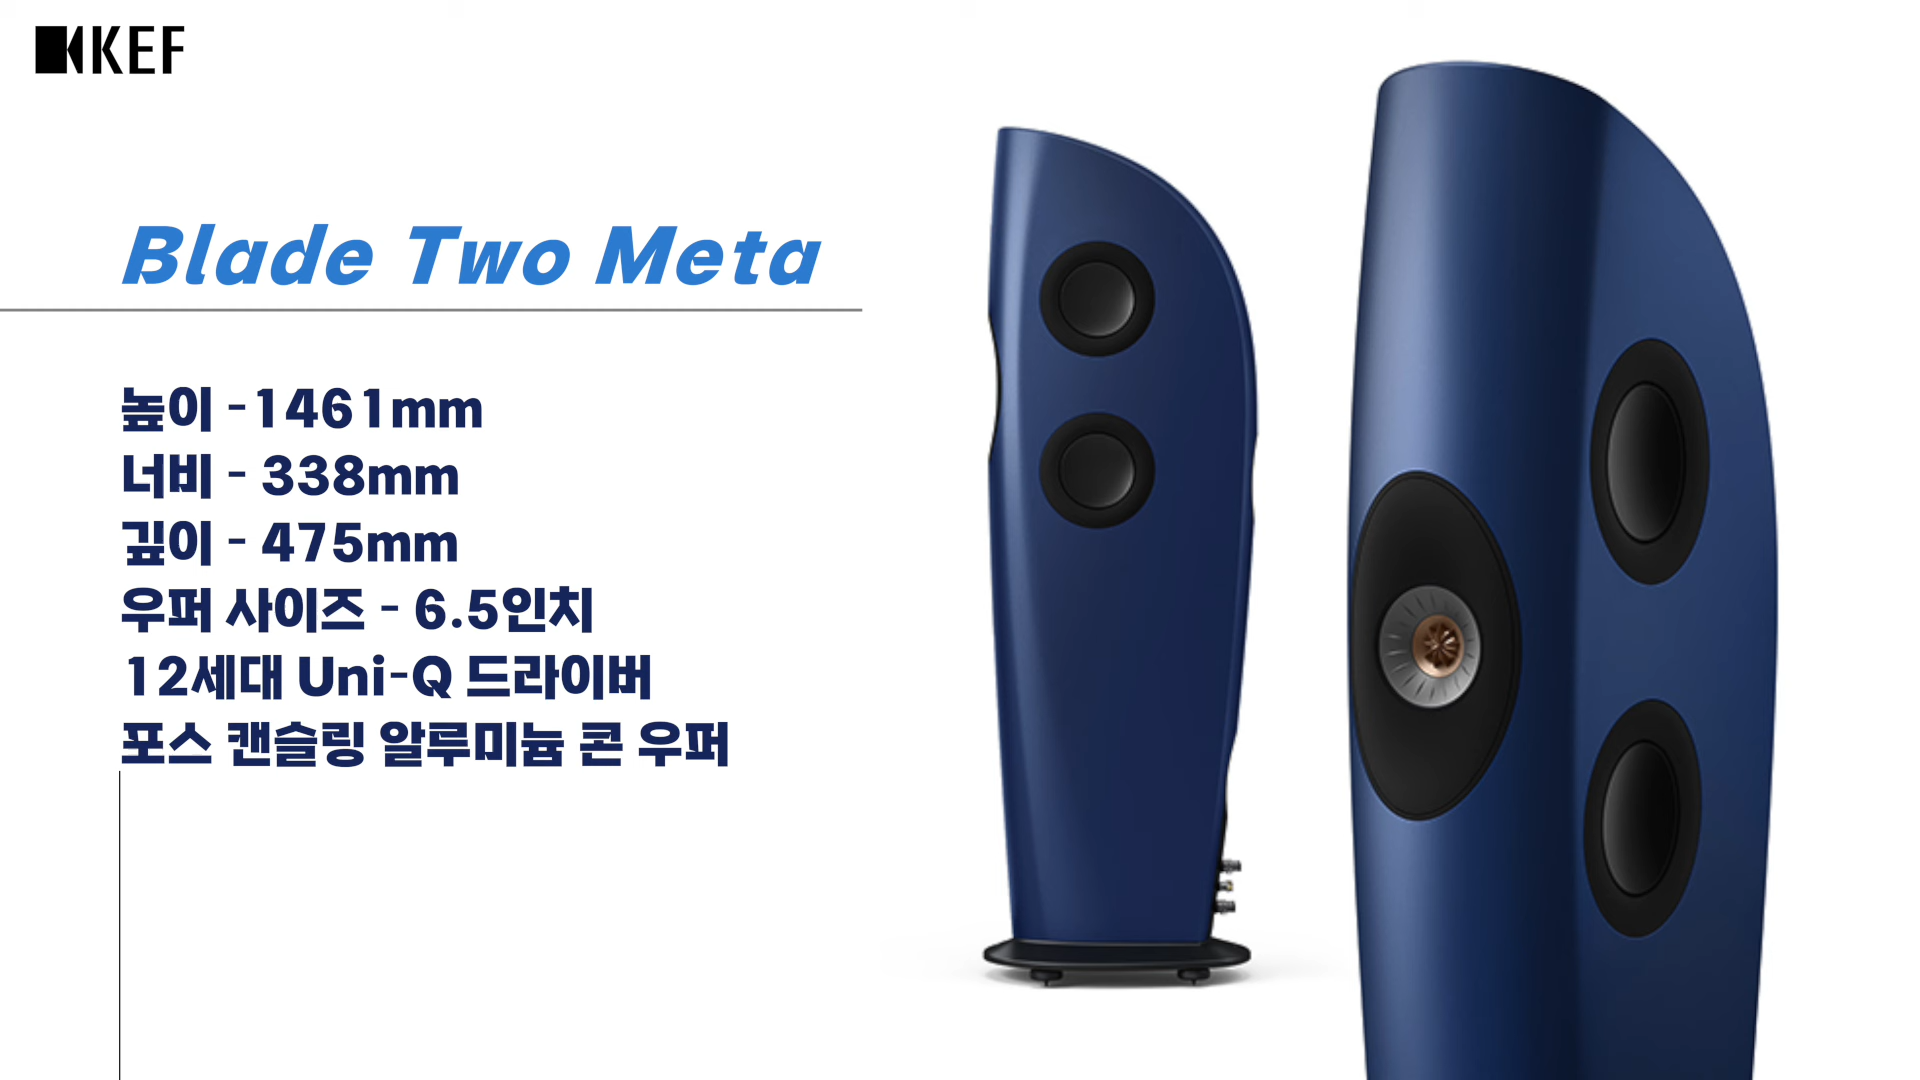 KEF
Blade Two Meta
높이 -1461mm
너비 - 338mm
깊이 - 475mm
우퍼 사이즈 - 6.5인치
12세대 Uni-Q 드라이버
포스 캔슬링 알루미늄 콘 우퍼